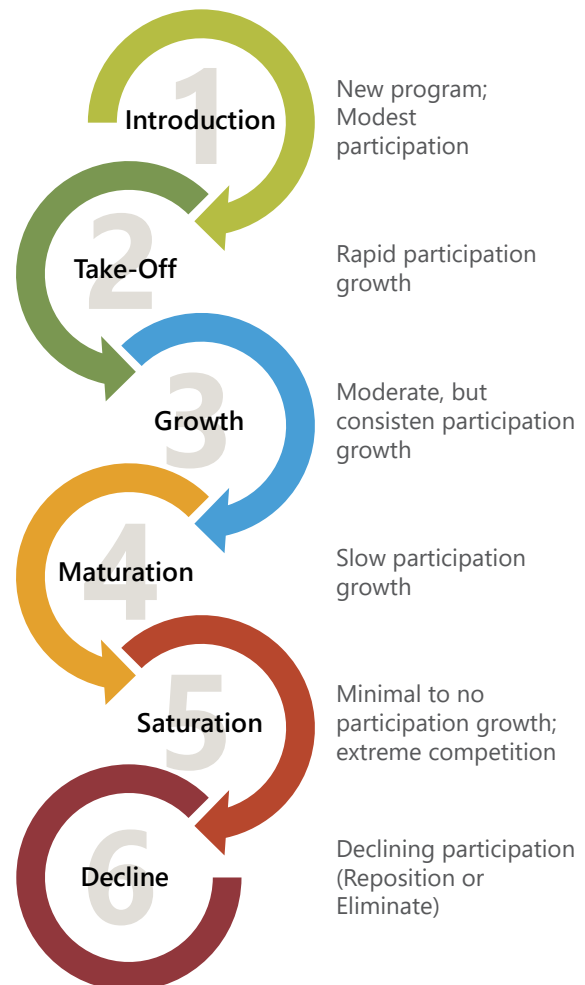 1
Introduction
New program;
Modest
participation
2
Take-Off
Rapid participation
growth
3
Growth
Moderate, but
consisten participation
growth
4
Maturation
Slow participation
growth
5
Saturation
Minimal to no
participation growth;
extreme competition
6
Decline
Declining participation
(Reposition or
Eliminate)